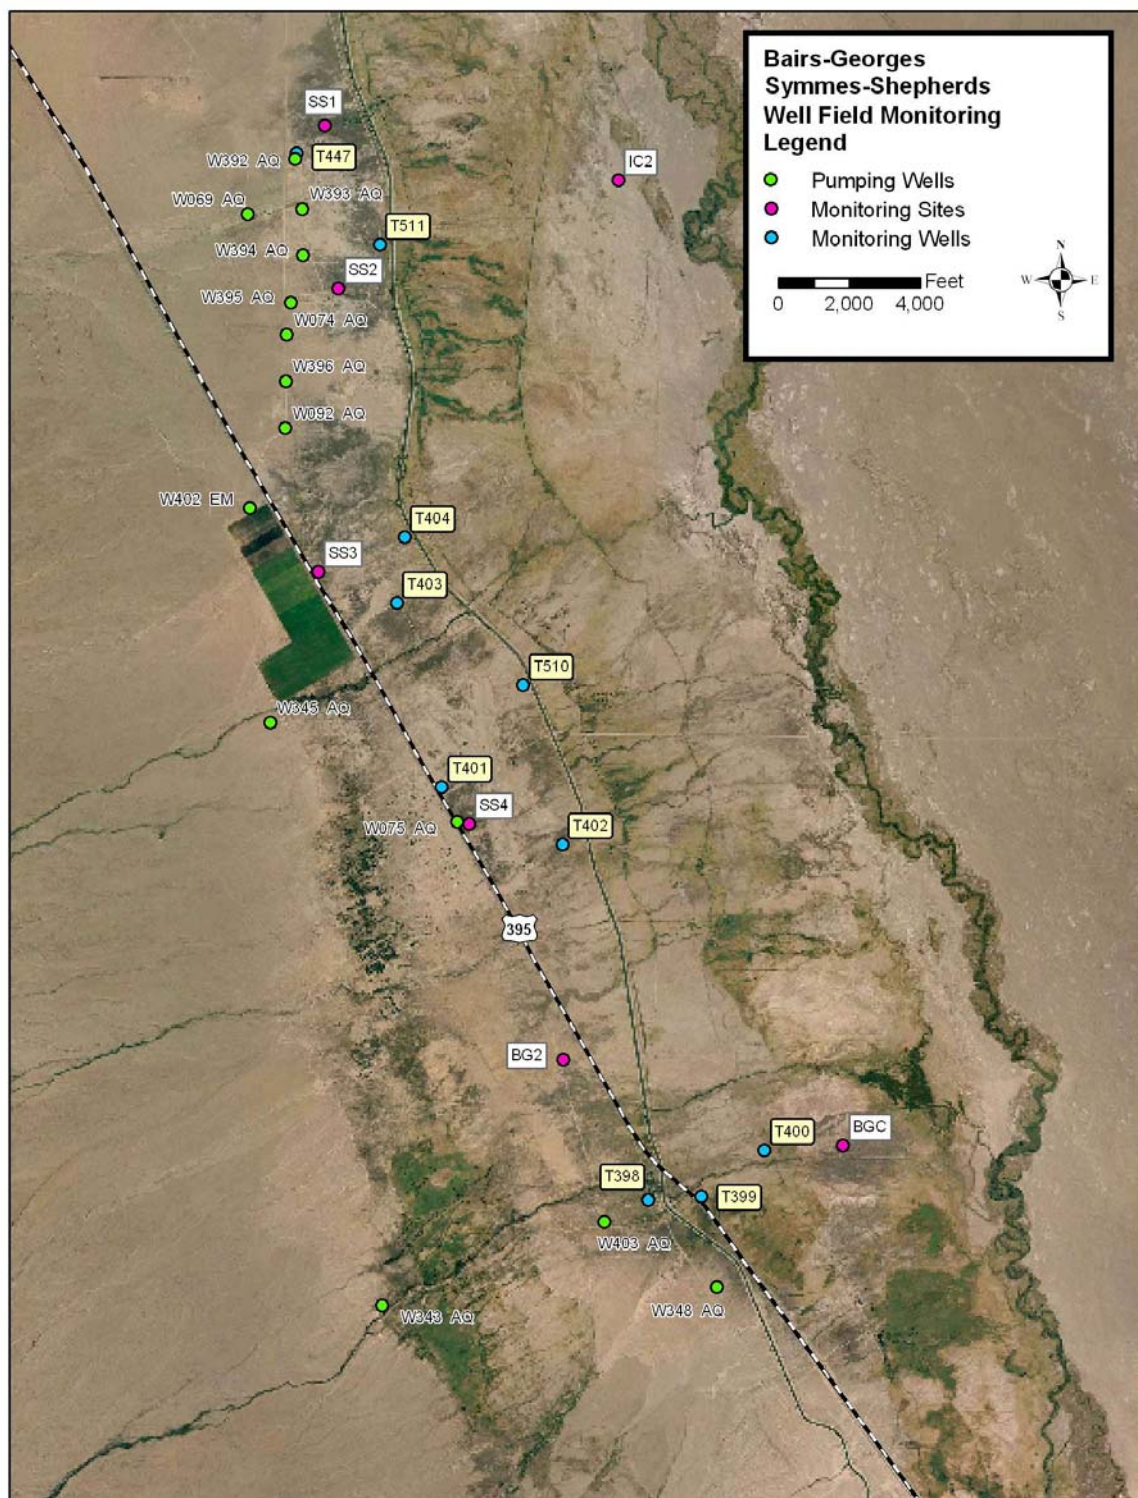 Bairs-Georges
Symmes-Shepherds
Well Field Monitoring
Legend
Pumping Wells
Monitoring Sites
Monitoring Wells
Feet
0 2,000 4,000
N
W E
S
SS1
W392 AQ
T447
IC2
W069 AQ
W393 AQ
T511
W394 AQ
SS2
W395 AQ
W074 AQ
W396 AQ
W092 AQ
W402 EM
T404
SS3
T403
T510
W345 AQ
T401
SS4
W075 AQ
T402
395
BG2
T400
BGC
T398
T399
W403 AQ
W348 AQ
W343 AQ